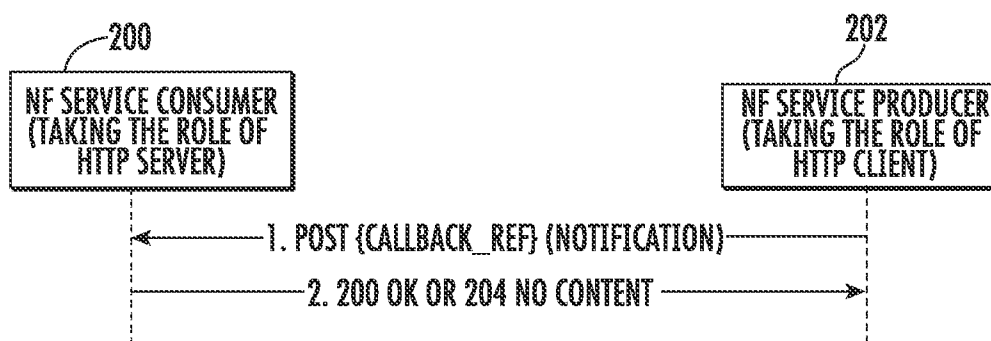 200
NF SERVICE CONSUMER
(TAKING THE ROLE OF
HTTP SERVER)
202
NF SERVICE PRODUCER
(TAKING THE ROLE OF
HTTP CLIENT)
1. POST {CALLBACK_REF} (NOTIFICATION)
2. 200 OK OR 204 NO CONTENT